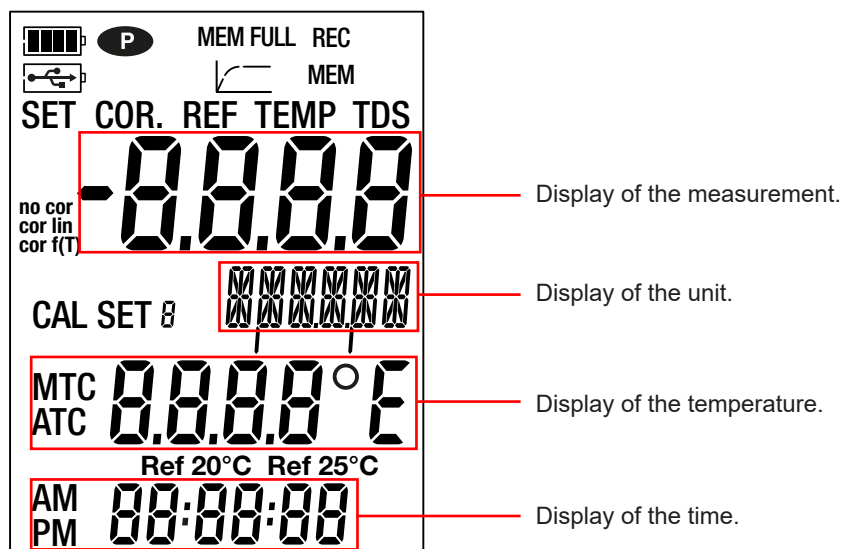 P MEM FULL REC
MEM
SET COR. REF TEMP TDS
-8.8.8.8
Display of the measurement.
no cor
cor lin
cor f(T)
Display of the unit.
CAL SET 8
MTC
ATC
8.8.8.8°E
Display of the temperature.
Ref 20°C Ref 25°C
AM
PM
88:88:88
Display of the time.